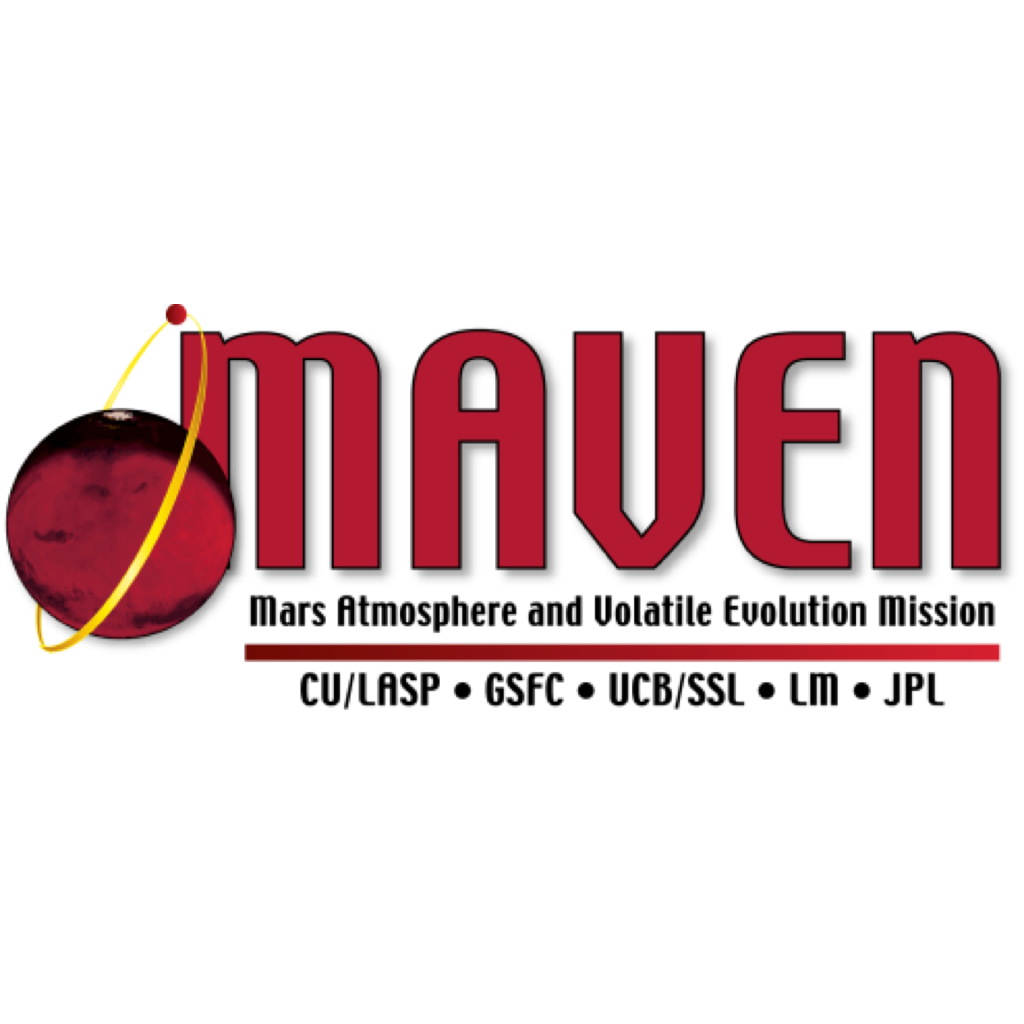 MAVEN
Mars Atmosphere and Volatile Evolution Mission
CU/LASP • GSFC • UCB/SSL • LM • JPL